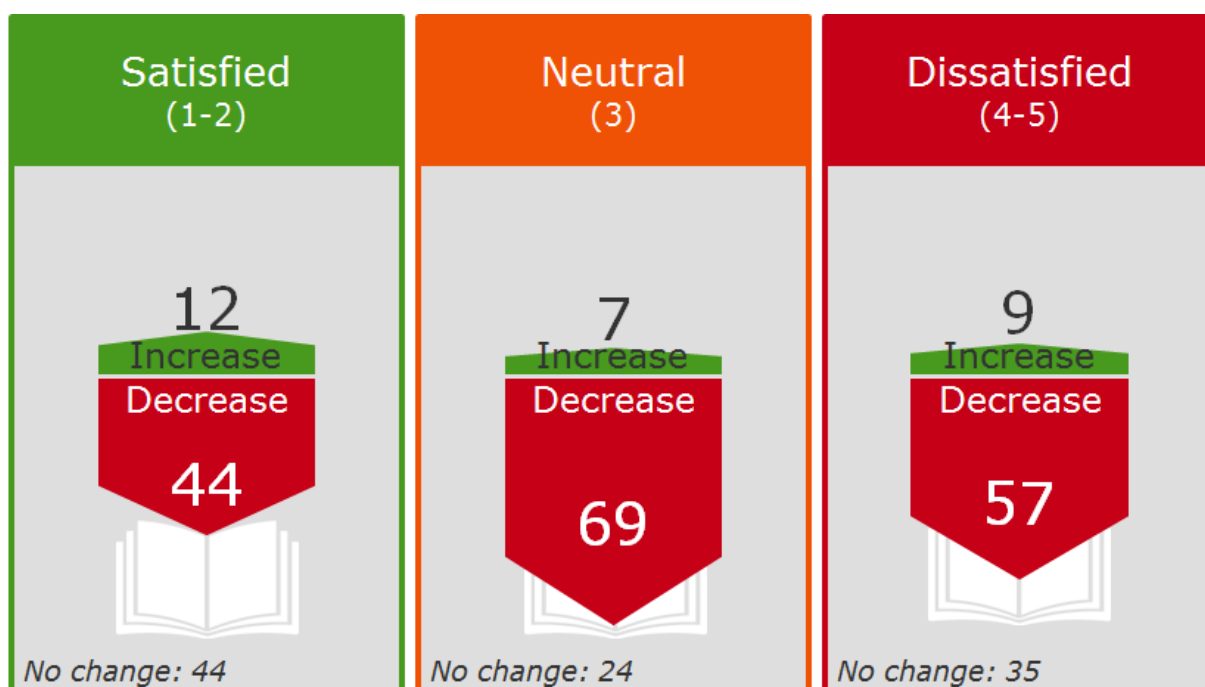 Satisfied
(1-2)
12
Increase
Decrease
44
No change: 44
Neutral
(3)
7
Increase
Decrease
69
No change: 24
Dissatisfied
(4-5)
9
Increase
Decrease
57
No change: 35